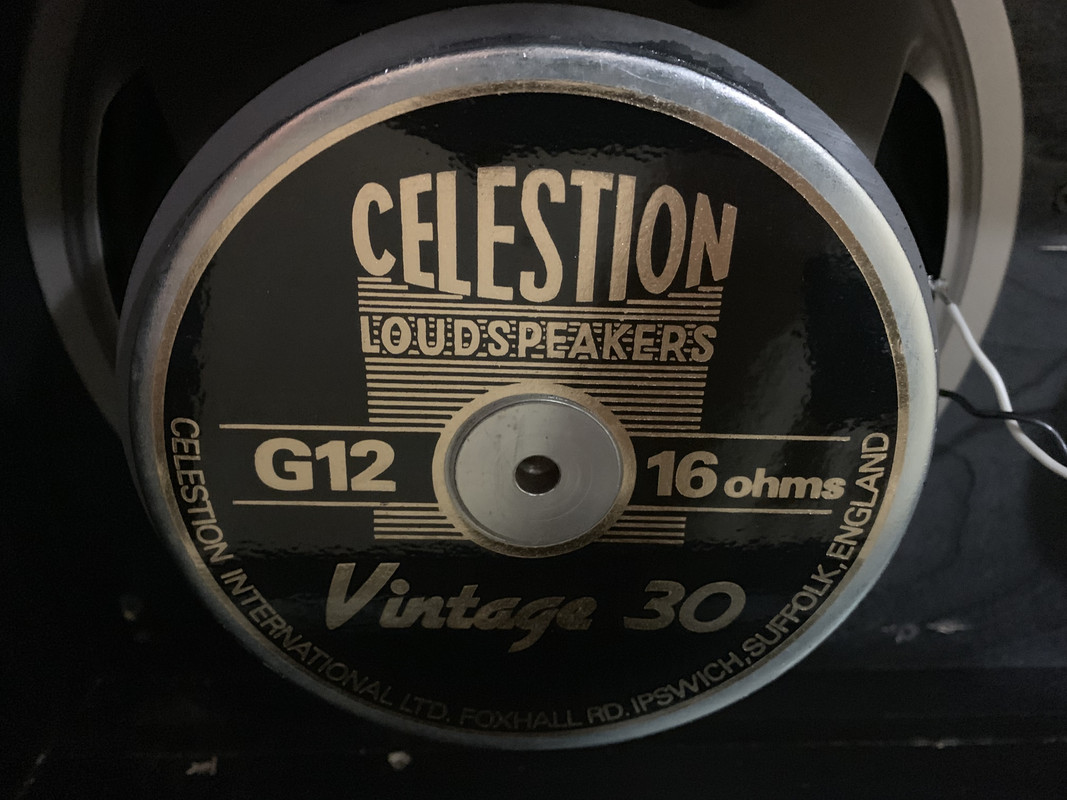 CELESTION
LOUDSPEAKERS
G12
16 ohms
Vintage 30
CELESTION INTERNATIONAL LTD. FOXHALL RD. IPSWICH, SUFFOLK, ENGLAND